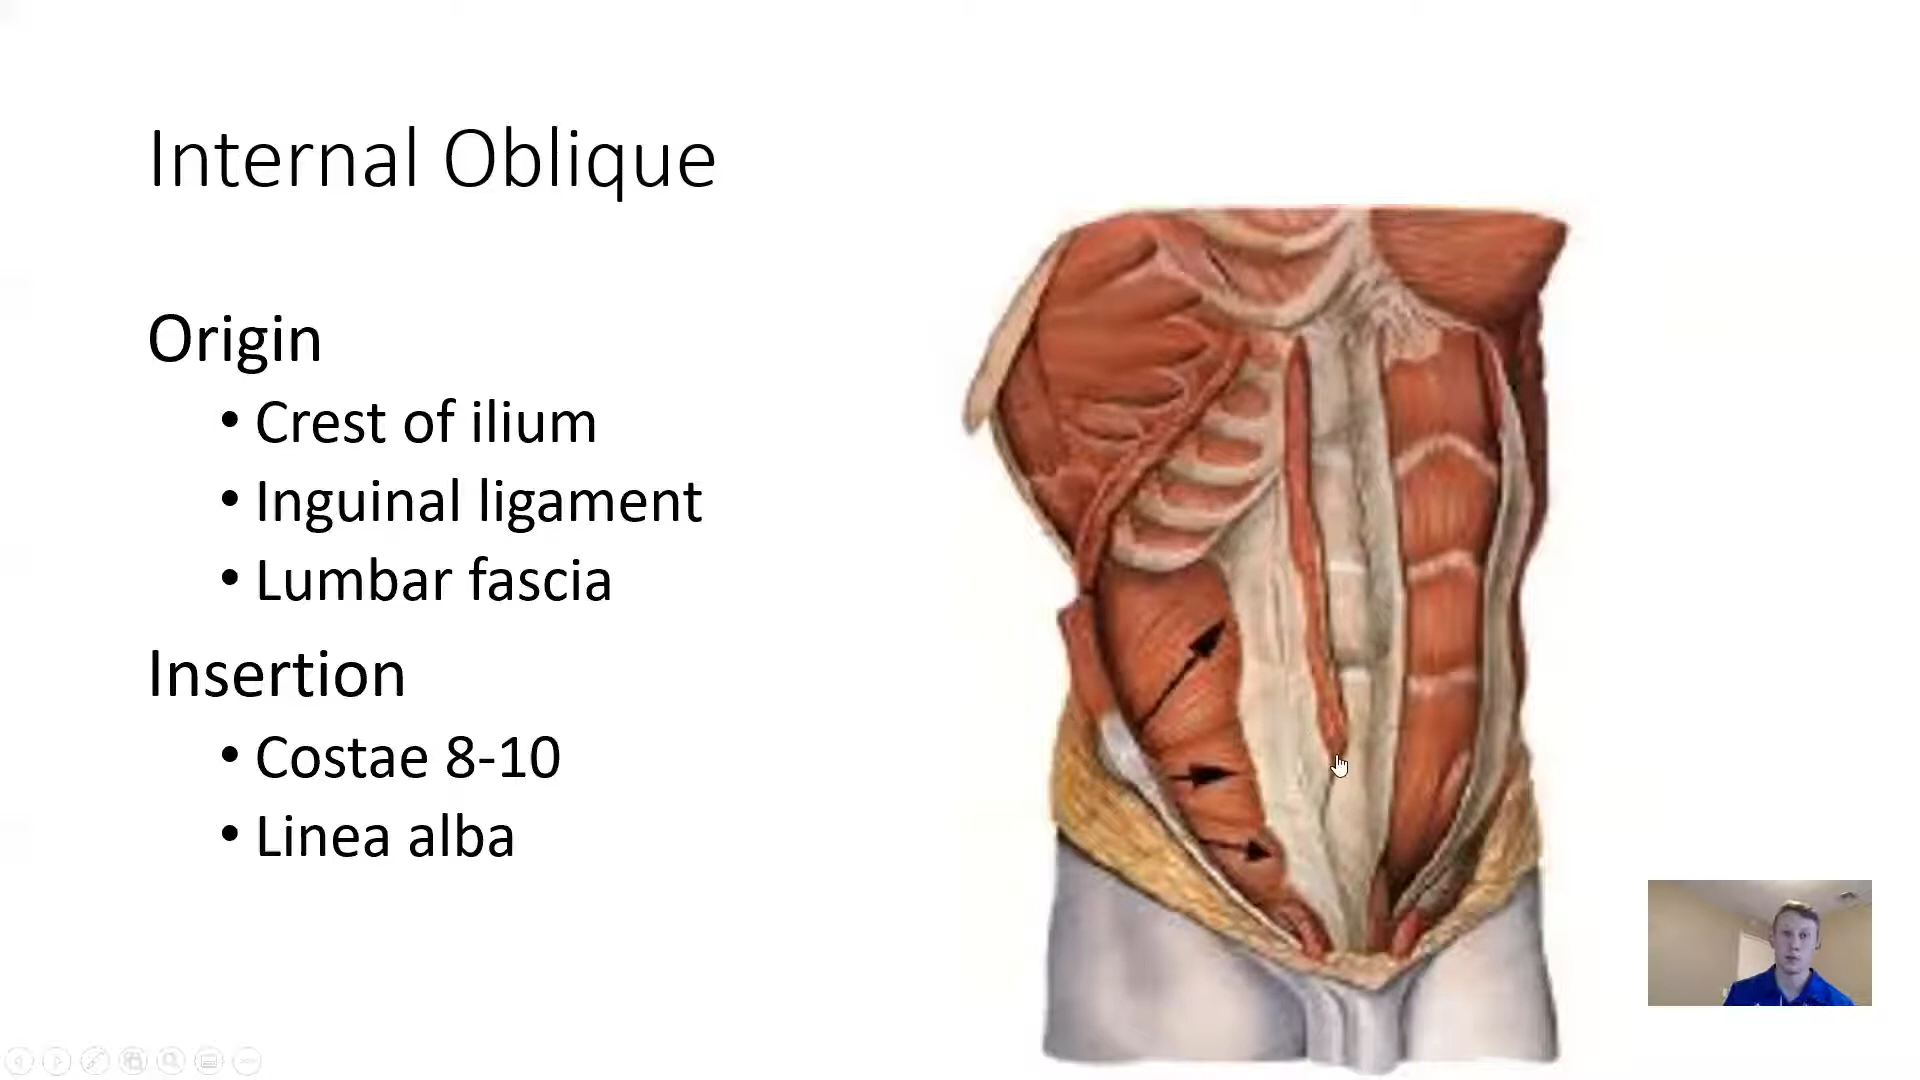 Internal Oblique
Origin
• Crest of ilium
• Inguinal ligament
• Lumbar fascia
Insertion
• Costae 8-10
• Linea alba